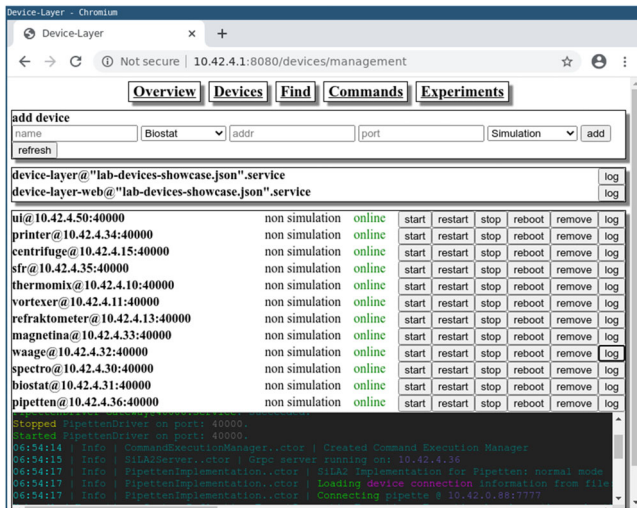 Device-Layer - Chromium
Device-Layer × +
Not secure | 10.42.4.1:8080/devices/management
Overview Devices Find Commands Experiments
add device
name Biostat addr port Simulation add
refresh
device-layer@"lab-devices-showcase.json".service log
device-layer-web@"lab-devices-showcase.json".service log
ui@10.42.4.50:40000 non simulation online start restart stop reboot remove log
printer@10.42.4.34:40000 non simulation online start restart stop reboot remove log
centrifuge@10.42.4.15:40000 non simulation online start restart stop reboot remove log
sfr@10.42.4.35:40000 non simulation online start restart stop reboot remove log
thermomix@10.42.4.10:40000 non simulation online start restart stop reboot remove log
vortexer@10.42.4.11:40000 non simulation online start restart stop reboot remove log
refraktometer@10.42.4.13:40000 non simulation online start restart stop reboot remove log
magnetina@10.42.4.33:40000 non simulation online start restart stop reboot remove log
waage@10.42.4.32:40000 non simulation online start restart stop reboot remove log
spectro@10.42.4.30:40000 non simulation online start restart stop reboot remove log
biostat@10.42.4.31:40000 non simulation online start restart stop reboot remove log
pipetten@10.42.4.36:40000 non simulation online start restart stop reboot remove log
Stopped PipettenDriver on port: 40000.
Started PipettenDriver on port: 40000.
06:54:14 | Info | CommandExecutionManager..ctor | Created Command Execution Manager
06:54:15 | Info | SiLA2Server..ctor | Grpc server running on: 10.42.4.36
06:54:17 | Info | PipettenImplementation..ctor | SiLA2 Implementation for Pipetten: normal mode
06:54:17 | Info | PipettenImplementation..ctor | Loading device connection information from file:
06:54:17 | Info | PipettenImplementation..ctor | Connecting pipette @ 10.42.0.88:7777